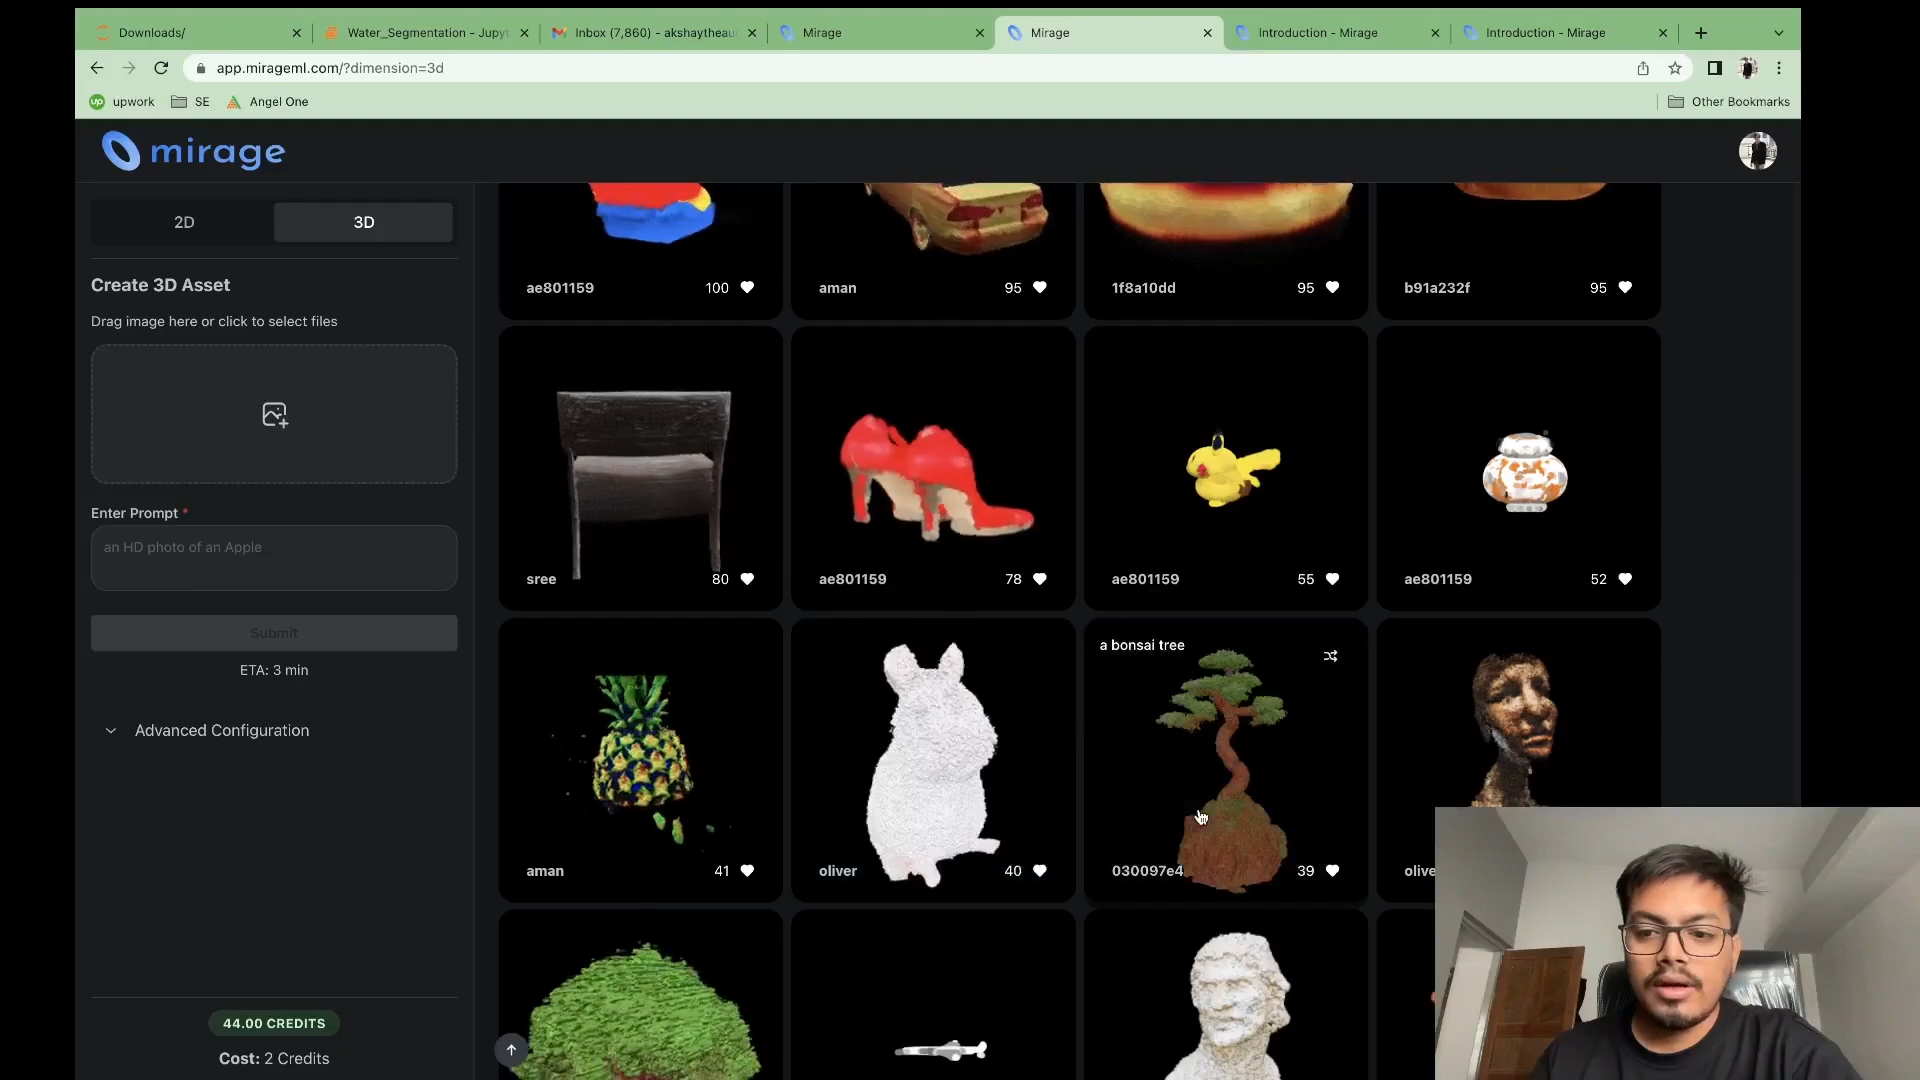 Downloads/
Water_Segmentation - Jupyt
Inbox (7,860) - akshaytheau
Mirage
Mirage
Introduction - Mirage
Introduction - Mirage
app.mirageml.com/?dimension=3d
up upwork
SE
Angel One
Other Bookmarks
mirage
2D
3D
Create 3D Asset
Drag image here or click to select files
Enter Prompt *
an HD photo of an Apple
Submit
ETA: 3 min
Advanced Configuration
44.00 CREDITS
Cost: 2 Credits
ae801159 100
aman 95
1f8a10dd 95
b91a232f 95
sree 80
ae801159 78
ae801159 55
ae801159 52
a bonsai tree
aman 41
oliver 40
030097e4 39
olive